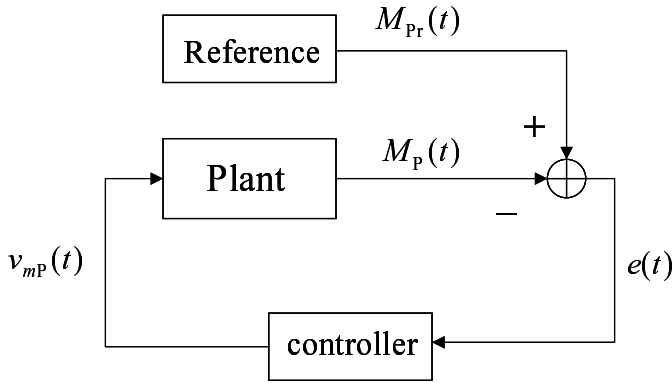 M_Pr(t)
Reference
+
M_P(t)
Plant
−
v_mP(t)
e(t)
controller